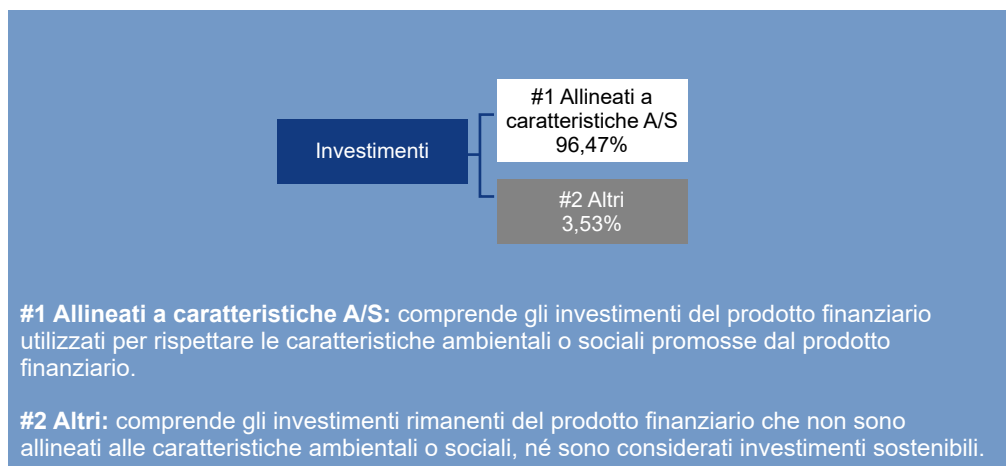 #1 Allineati a
caratteristiche A/S
96,47%
Investimenti
#2 Altri
3,53%
#1 Allineati a caratteristiche A/S: comprende gli investimenti del prodotto finanziario
utilizzati per rispettare le caratteristiche ambientali o sociali promosse dal prodotto
finanziario.
#2 Altri: comprende gli investimenti rimanenti del prodotto finanziario che non sono
allineati alle caratteristiche ambientali o sociali, né sono considerati investimenti sostenibili.